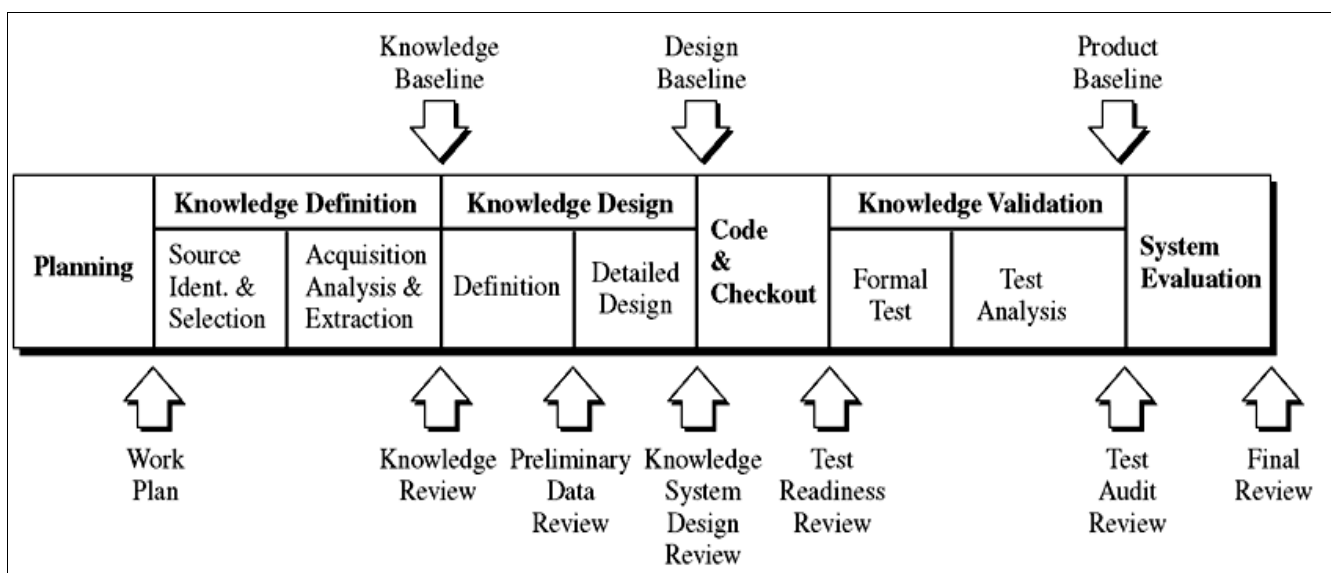 Knowledge
Baseline
Design
Baseline
Product
Baseline
Planning
Knowledge Definition
Source
Ident. &
Selection
Acquisition
Analysis &
Extraction
Knowledge Design
Definition
Detailed
Design
Code
&
Checkout
Knowledge Validation
Formal
Test
Test
Analysis
System
Evaluation
Work
Plan
Knowledge
Review
Preliminary
Data
Review
Knowledge
System
Design
Review
Test
Readiness
Review
Test
Audit
Review
Final
Review